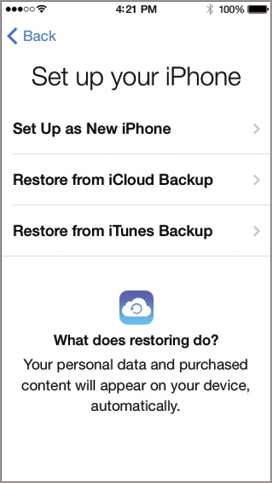 4:21 PM 100%
Back
Set up your iPhone
Set Up as New iPhone
Restore from iCloud Backup
Restore from iTunes Backup
What does restoring do?
Your personal data and purchased
content will appear on your device,
automatically.